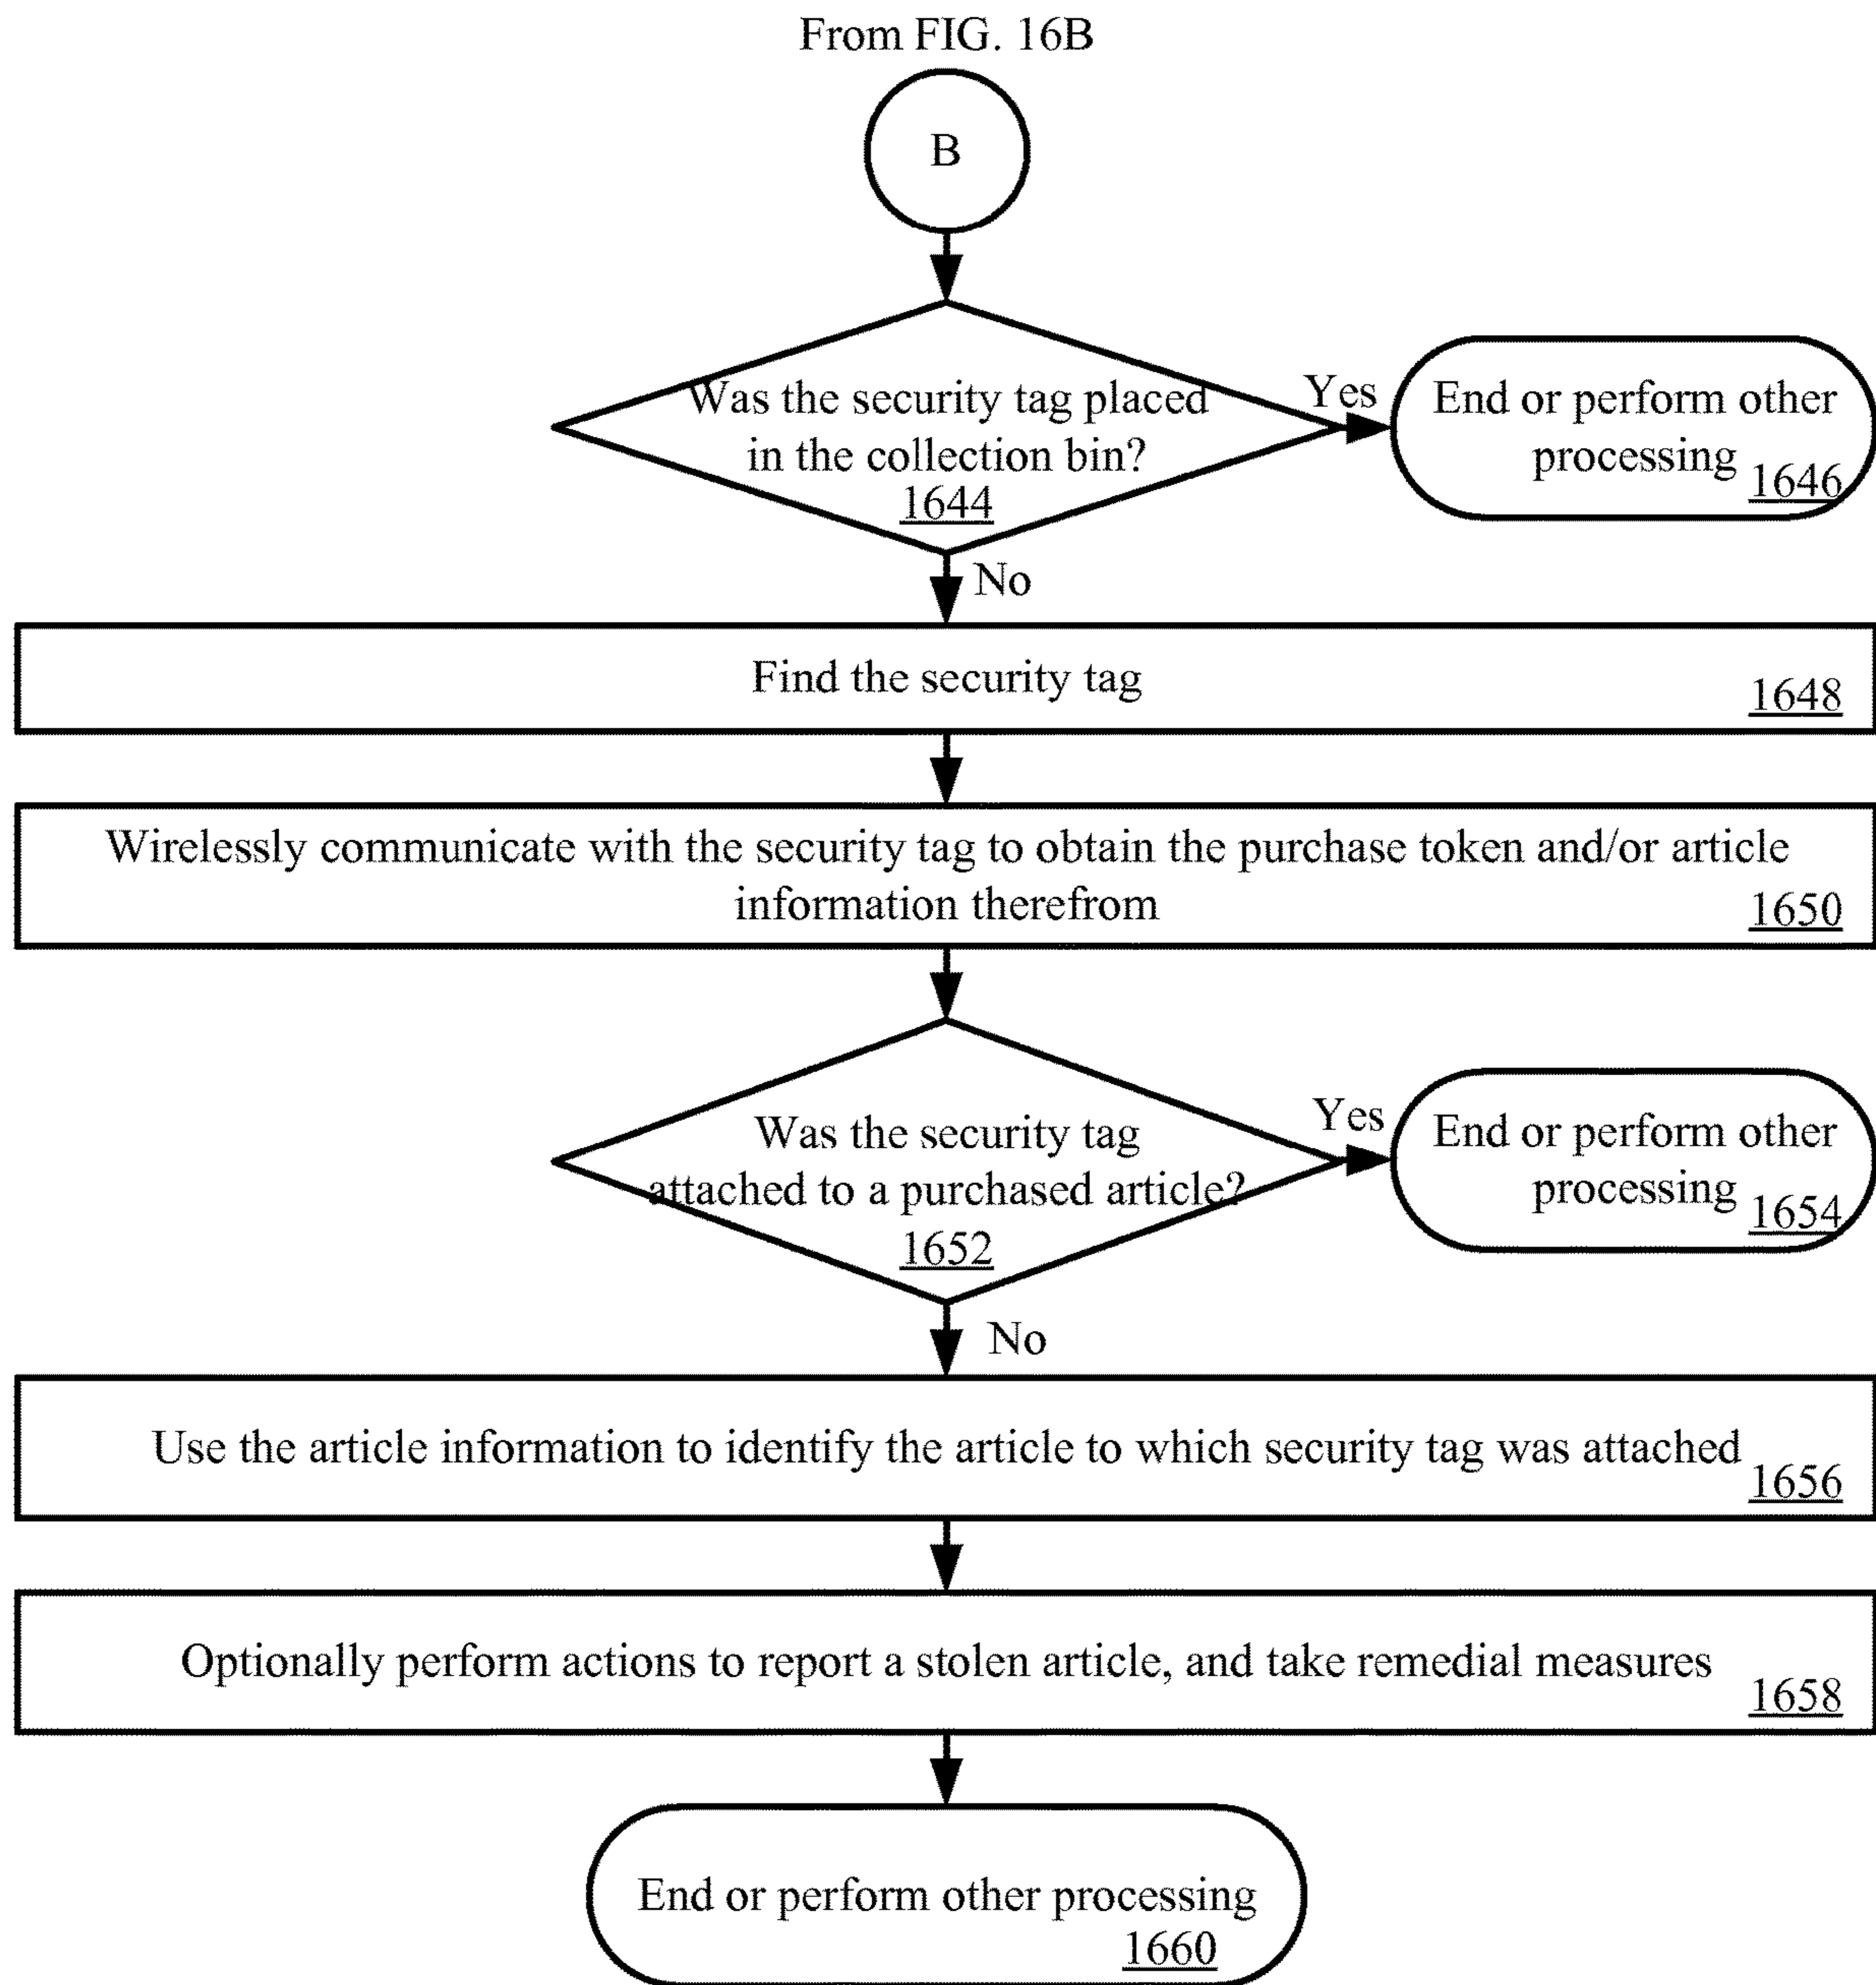 From FIG. 16B
B
Was the security tag placed
in the collection bin?
1644
Yes
End or perform other
processing 1646
No
Find the security tag
1648
Wirelessly communicate with the security tag to obtain the purchase token and/or article
information therefrom
1650
Was the security tag
attached to a purchased article?
1652
Yes
End or perform other
processing 1654
No
Use the article information to identify the article to which security tag was attached
1656
Optionally perform actions to report a stolen article, and take remedial measures
1658
End or perform other processing
1660